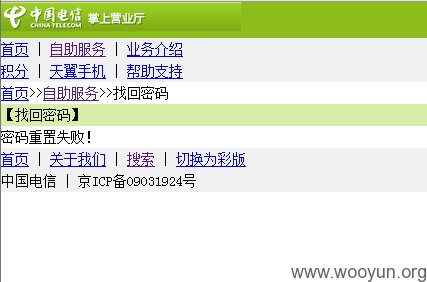 中国电信 CHINA TELECOM 掌上营业厅
首页 | 自助服务 | 业务介绍
积分 | 天翼手机 | 帮助支持
首页>>自助服务>>找回密码
【找回密码】
密码重置失败!
首页 | 关于我们 | 搜索 | 切换为彩版
中国电信 | 京ICP备09031924号
www.wooyun.org